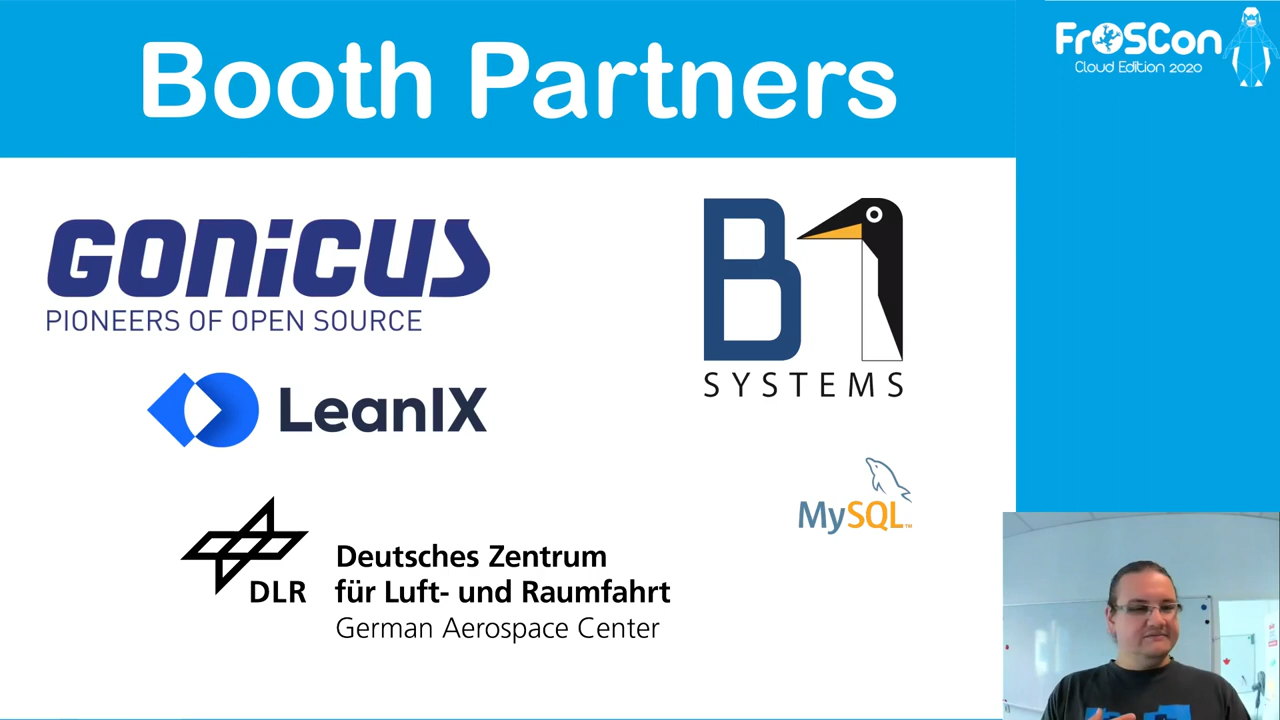 Booth Partners
FrOSCon
Cloud Edition 2020
GONICUS
PIONEERS OF OPEN SOURCE
B1
SYSTEMS
LeanIX
MySQL™
DLR
Deutsches Zentrum
für Luft- und Raumfahrt
German Aerospace Center